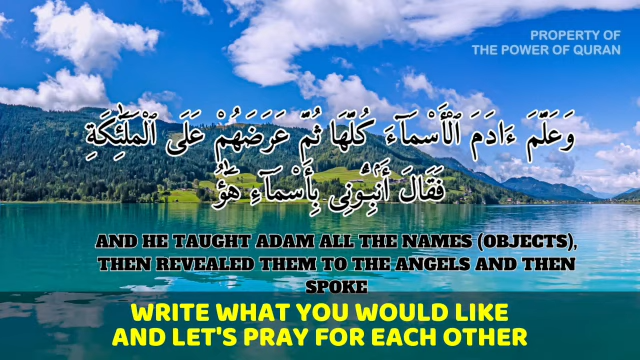 PROPERTY OF
THE POWER OF QURAN
وَعَلَّمَ ءَادَمَ ٱلْأَسْمَآءَ كُلَّهَا ثُمَّ عَرَضَهُمْ عَلَى ٱلْمَلَٰٓئِكَةِ
فَقَالَ أَنۢبِـُٔونِى بِأَسْمَآءِ هَٰٓؤُ
AND HE TAUGHT ADAM ALL THE NAMES (OBJECTS),
THEN REVEALED THEM TO THE ANGELS AND THEN
SPOKE
WRITE WHAT YOU WOULD LIKE
AND LET'S PRAY FOR EACH OTHER